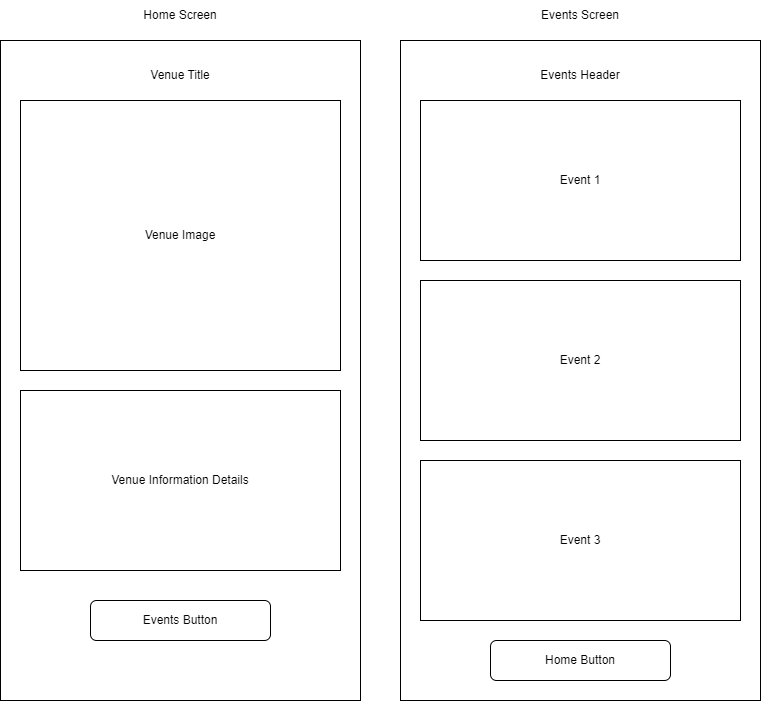 Home Screen
Venue Title
Venue Image
Venue Information Details
Events Button
Events Screen
Events Header
Event 1
Event 2
Event 3
Home Button